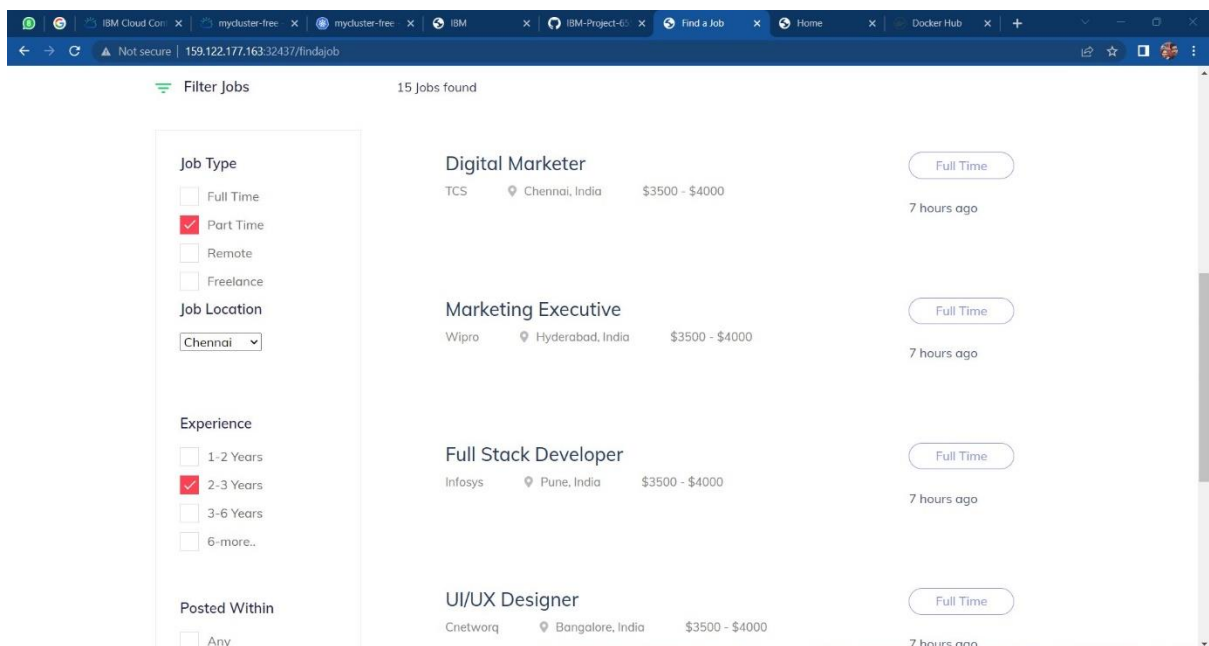 IBM Cloud Con
mycluster-free
mycluster-free
IBM
IBM-Project-65
Find a Job
Home
Docker Hub
Not secure
159.122.177.163:32437/findajob
Filter Jobs
15 Jobs found
Job Type
Full Time
Part Time
Remote
Freelance
Job Location
Chennai
Experience
1-2 Years
2-3 Years
3-6 Years
6-more..
Posted Within
Any
Digital Marketer
Full Time
TCS Chennai, India $3500 - $4000
7 hours ago
Marketing Executive
Full Time
Wipro Hyderabad, India $3500 - $4000
7 hours ago
Full Stack Developer
Full Time
Infosys Pune, India $3500 - $4000
7 hours ago
UI/UX Designer
Full Time
Cnetworq Bangalore, India $3500 - $4000
7 hours ago